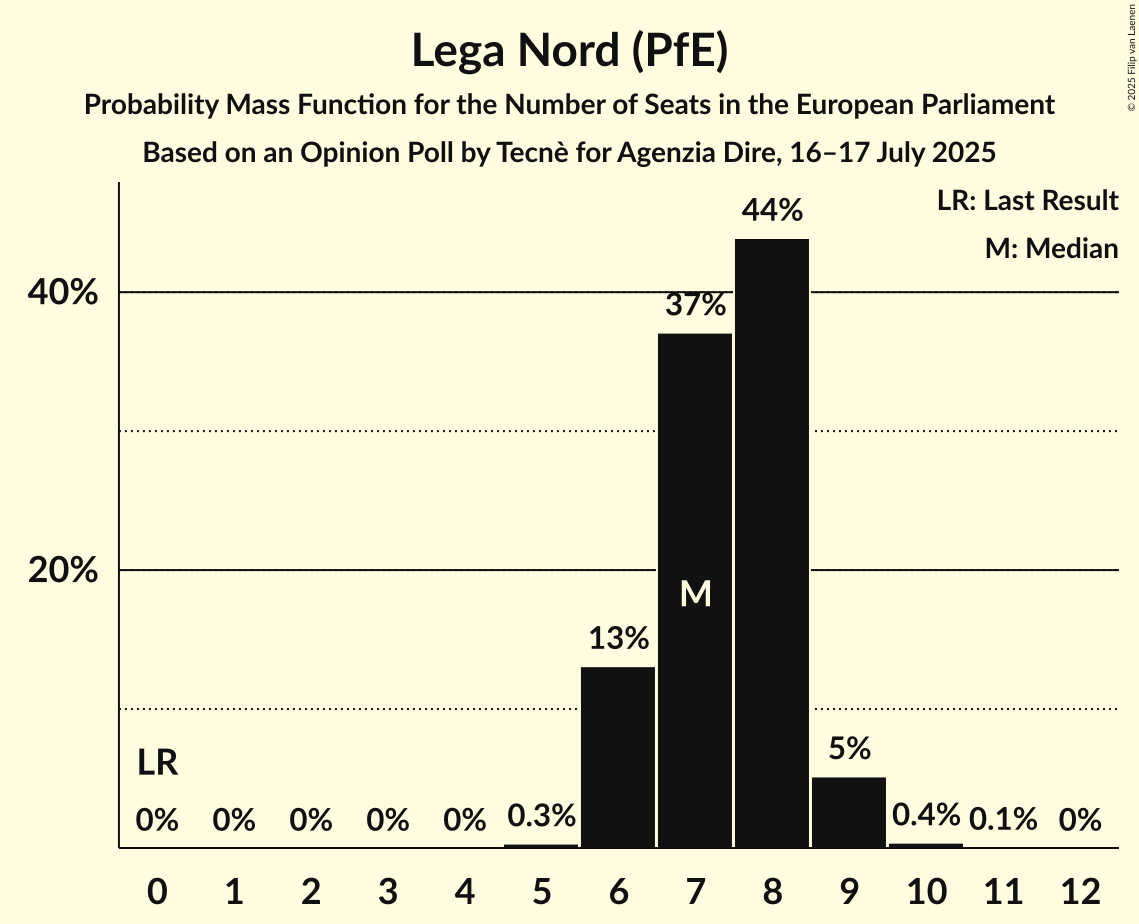 Lega Nord (PfE)
Probability Mass Function for the Number of Seats in the European Parliament
Based on an Opinion Poll by Tecnè for Agenzia Dire, 16–17 July 2025
© 2025 Filip van Laenen
LR: Last Result
M: Median
44%
40%
37%
20%
M
13%
5%
LR
0% 0% 0% 0% 0% 0.3% 0.4% 0.1% 0%
0 1 2 3 4 5 6 7 8 9 10 11 12